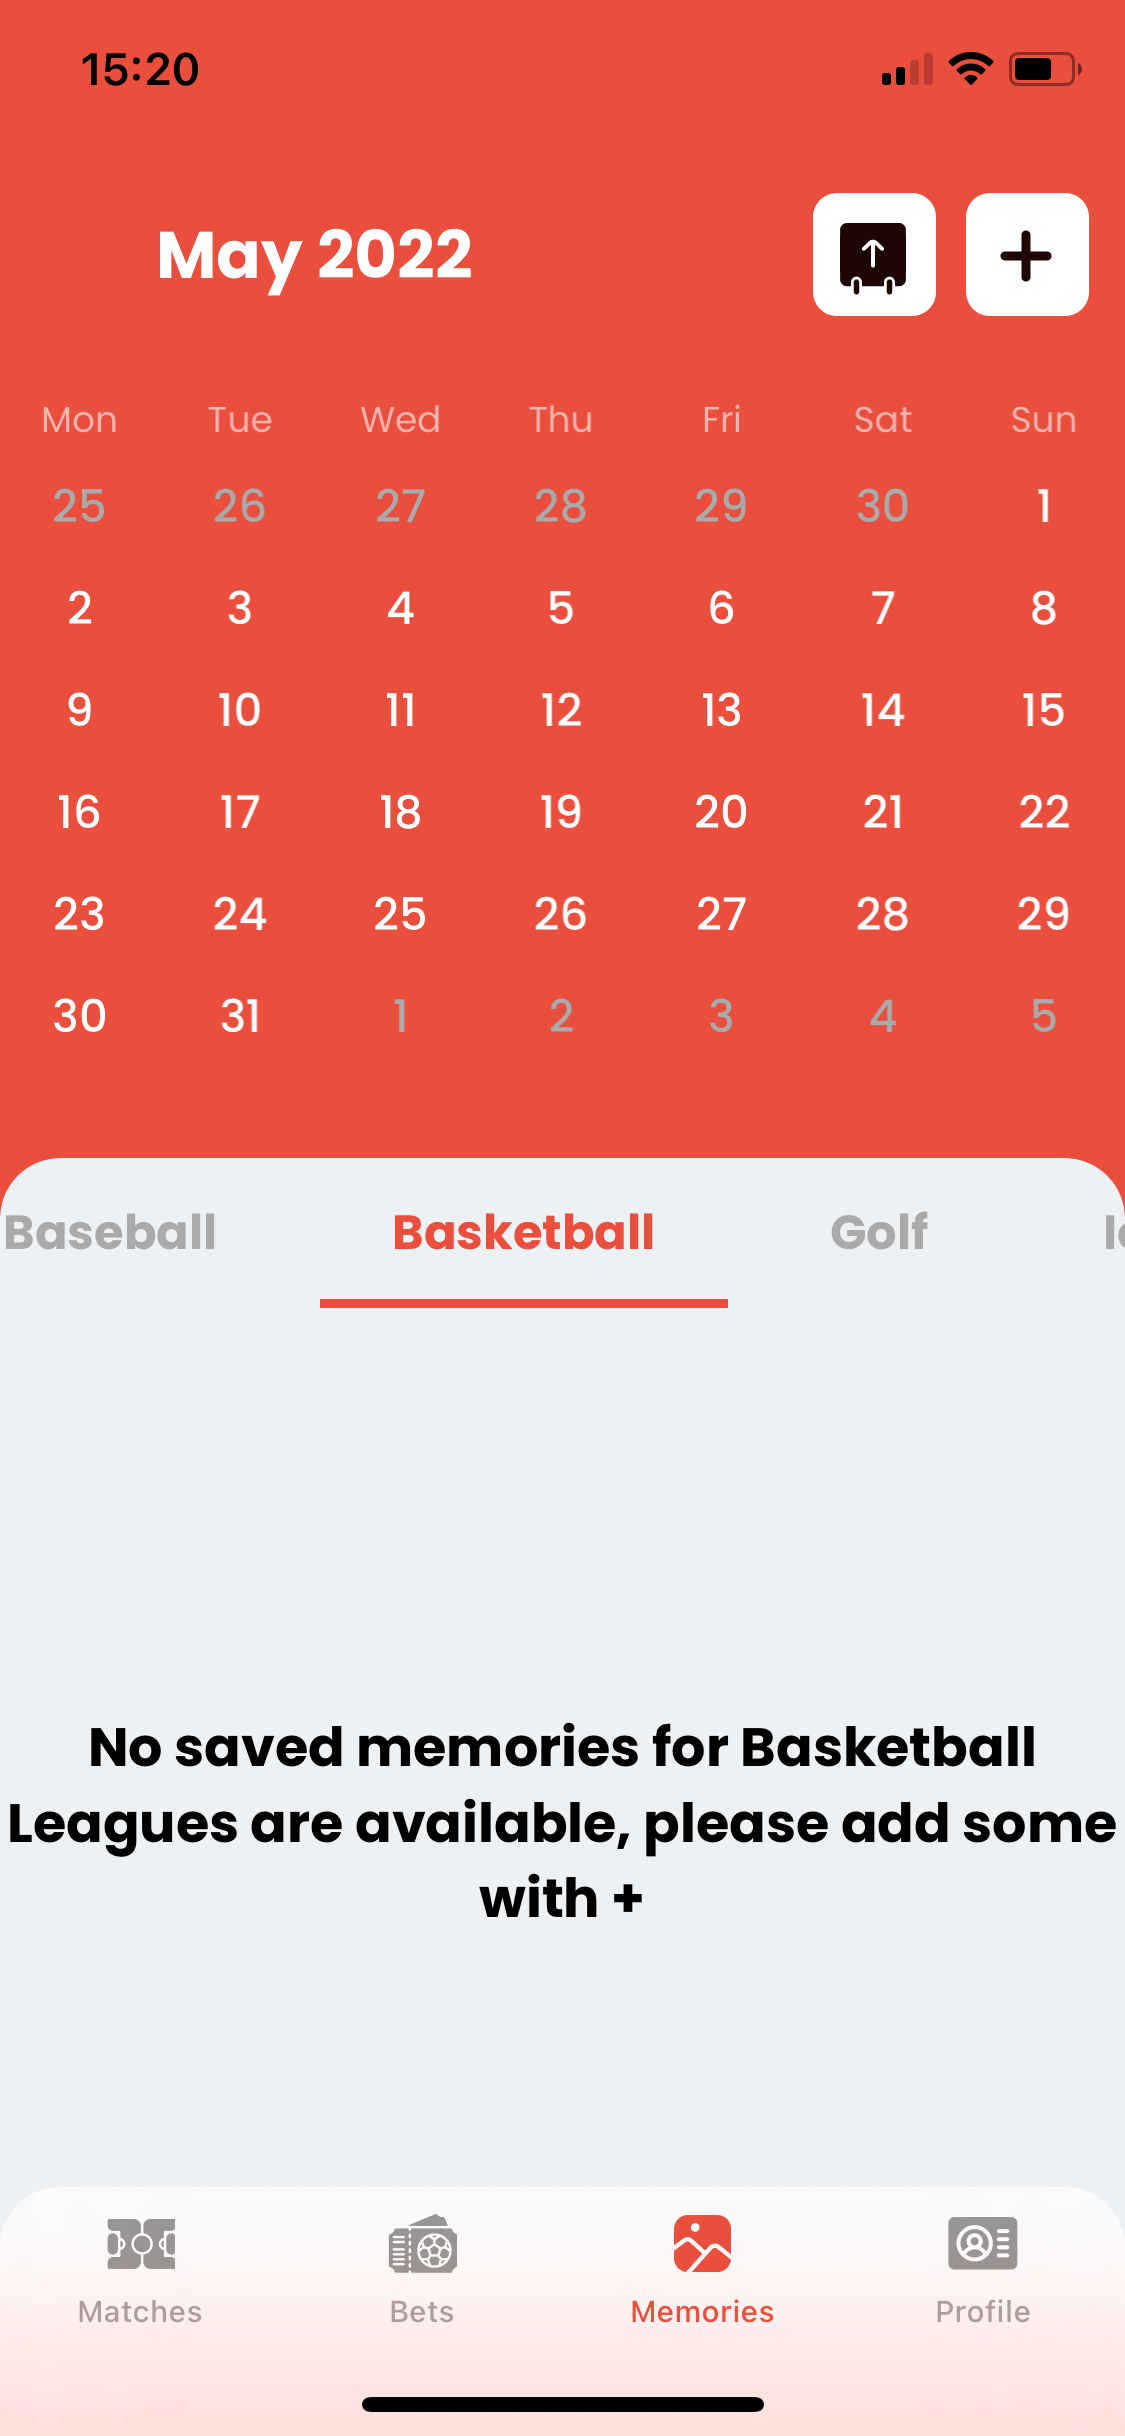 15:20
May 2022
Mon Tue Wed Thu Fri Sat Sun
25 26 27 28 29 30 1
2 3 4 5 6 7 8
9 10 11 12 13 14 15
16 17 18 19 20 21 22
23 24 25 26 27 28 29
30 31 1 2 3 4 5
Baseball Basketball Golf
No saved memories for Basketball
Leagues are available, please add some
with +
Matches Bets Memories Profile